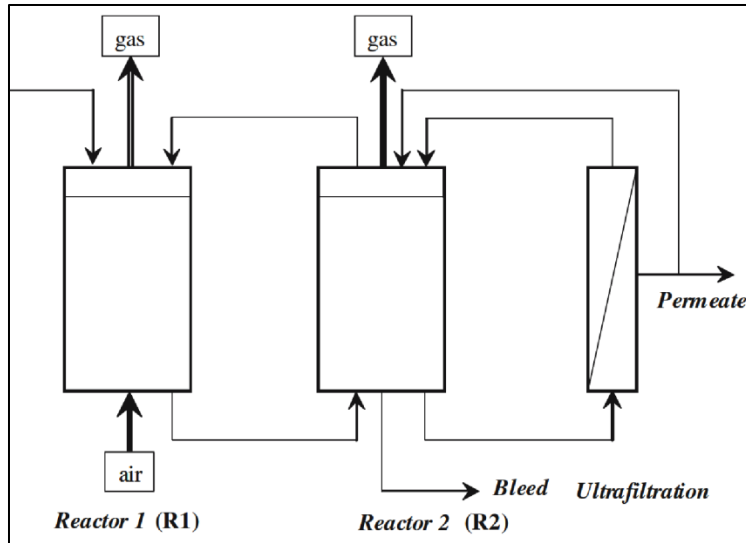 gas
gas
Permeate
air
Bleed
Ultrafiltration
Reactor 1 (R1)
Reactor 2 (R2)